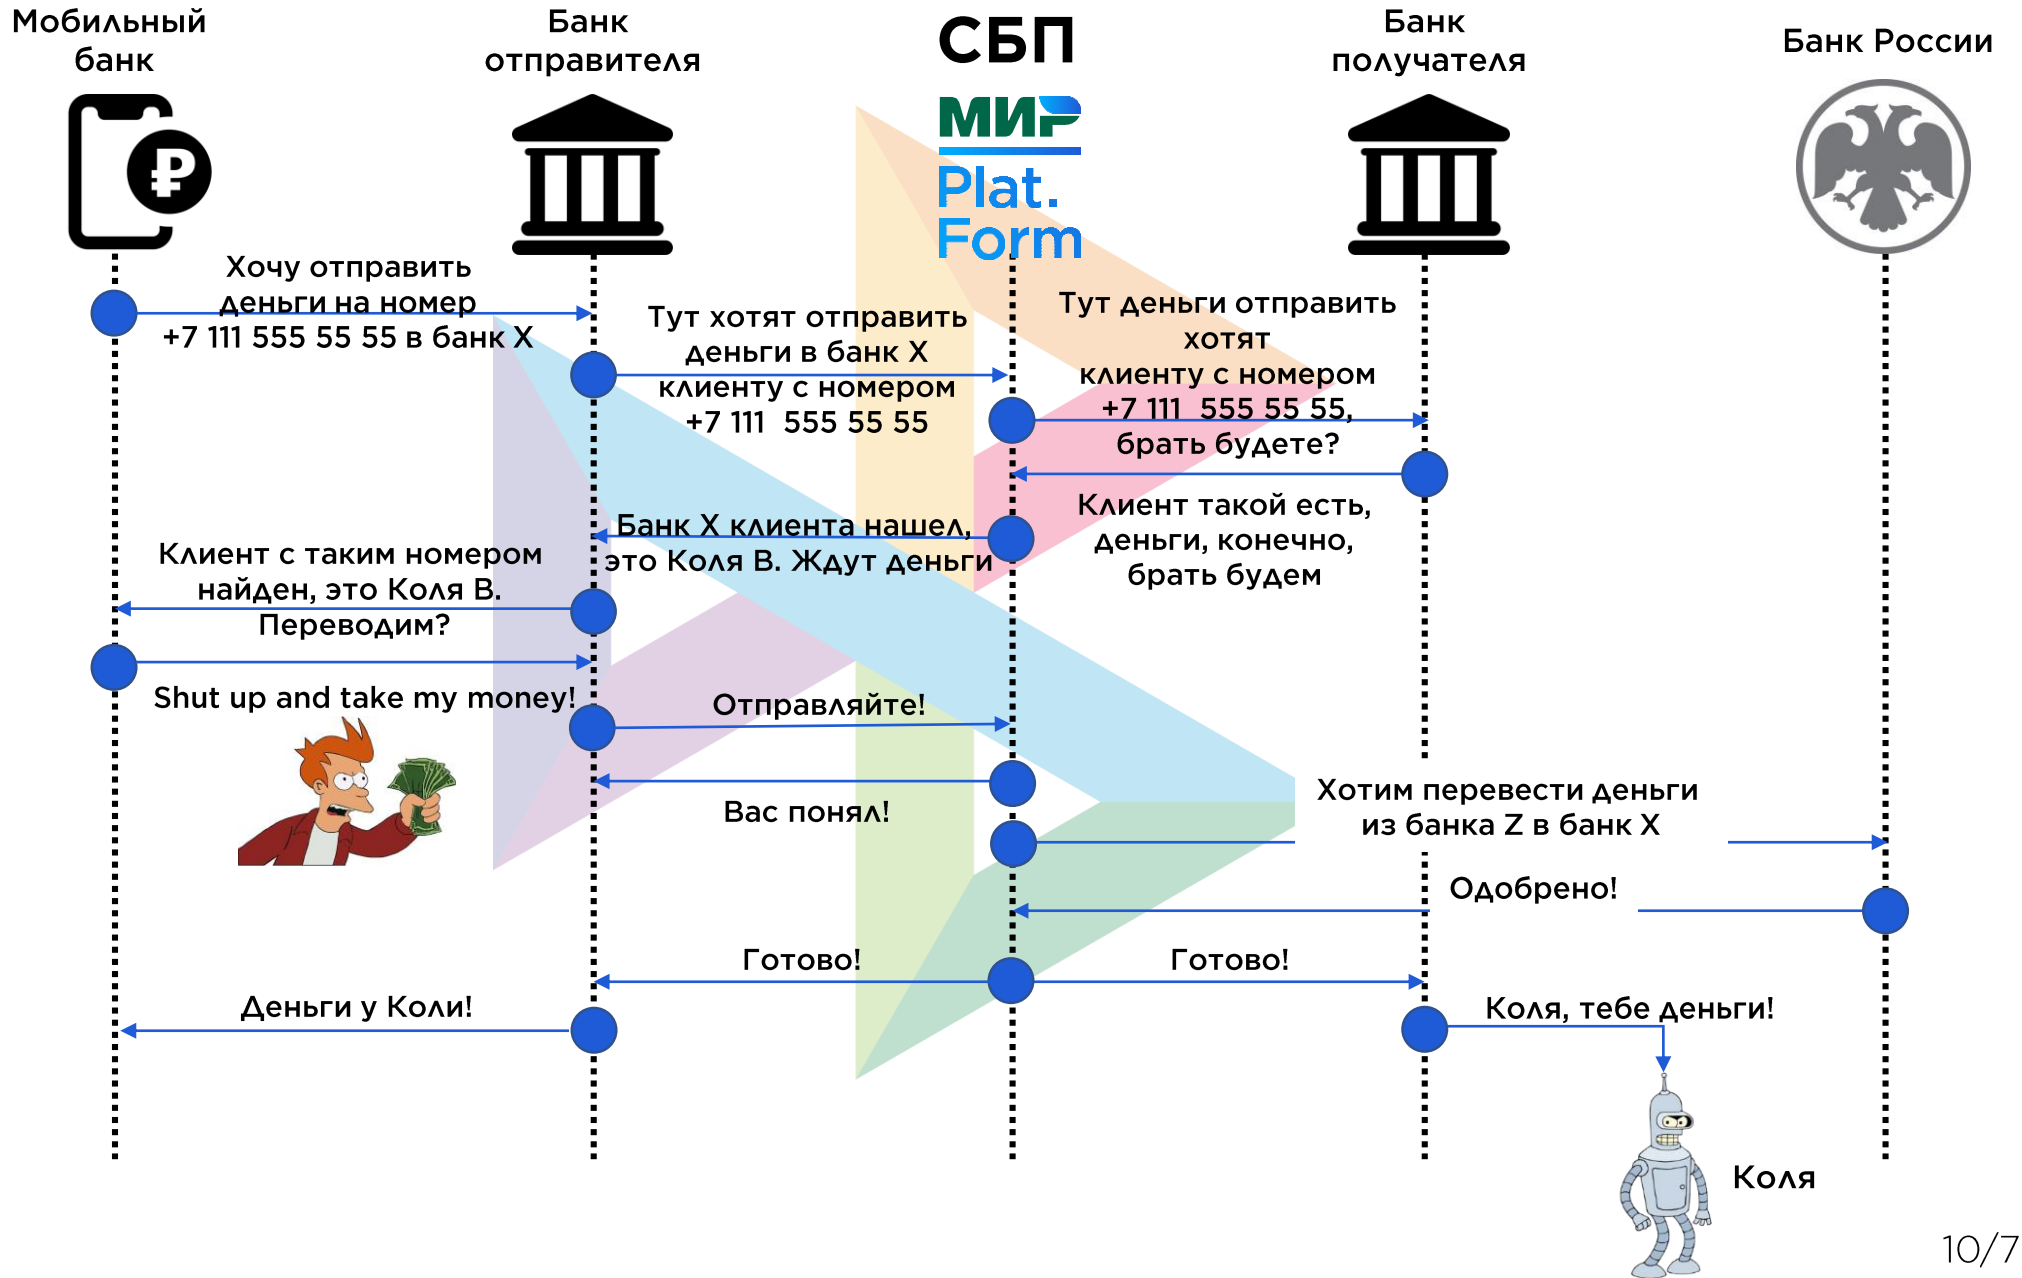 Мобильный
банк
Банк
отправителя
СБП
Банк
получателя
Банк России
₽
МИР
Plat.
Form
Хочу отправить
деньги на номер
+7 111 555 55 55 в банк X
Тут хотят отправить
деньги в банк X
клиенту с номером
+7 111 555 55 55
Тут деньги отправить
хотят
клиенту с номером
+7 111 555 55 55,
брать будете?
Клиент такой есть,
деньги, конечно,
брать будем
Банк X клиента нашел,
это Коля В. Ждут деньги
Клиент с таким номером
найден, это Коля В.
Переводим?
Shut up and take my money!
Отправляйте!
Вас понял!
Хотим перевести деньги
из банка Z в банк X
Одобрено!
Готово!
Готово!
Деньги у Коли!
Коля, тебе деньги!
Коля
10/7